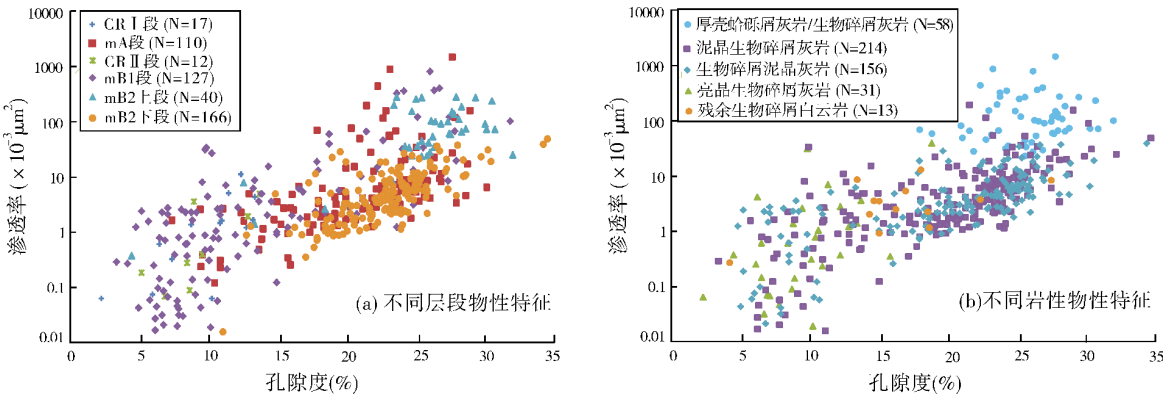 CRⅠ段 (N=17)
mA段 (N=110)
CRⅡ段 (N=12)
mB1段 (N=127)
mB2上段 (N=40)
mB2下段 (N=166)
10000
1000
100
10
1
0.1
0.01
渗透率 (×10⁻³μm²)
0
5
10
15
20
25
30
35
孔隙度(%)
(a) 不同层段物性特征
厚壳蛤砾屑灰岩/生物碎屑灰岩 (N=58)
泥晶生物碎屑灰岩 (N=214)
生物碎屑泥晶灰岩 (N=156)
亮晶生物碎屑灰岩 (N=31)
残余生物碎屑白云岩 (N=13)
10000
1000
100
10
1
0.1
0.01
渗透率 (×10⁻³μm²)
0
5
10
15
20
25
30
35
孔隙度(%)
(b)不同岩性物性特征